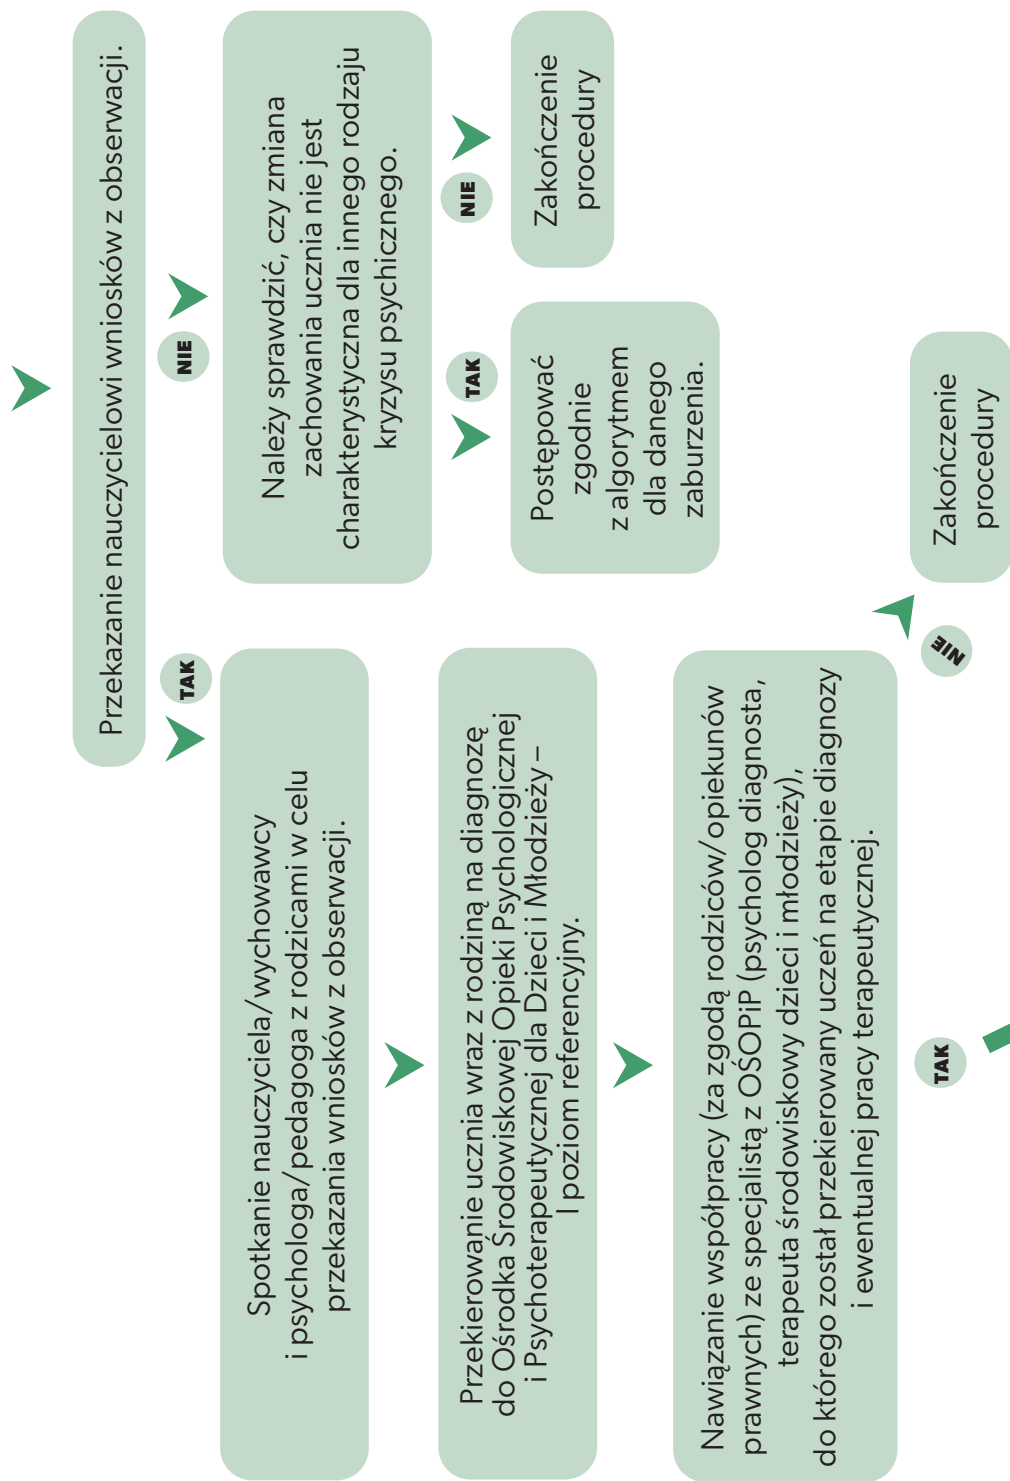 Przekazanie nauczycielowi wniosków z obserwacji.
TAK
NIE
Spotkanie nauczyciela/wychowawcy
i psychologa/pedagoga z rodzicami w celu
przekazania wniosków z obserwacji.
Należy sprawdzić, czy zmiana
zachowania ucznia nie jest
charakterystyczna dla innego rodzaju
kryzysu psychicznego.
TAK
NIE
Przekierowanie ucznia wraz z rodziną na diagnozę
do Ośrodka Środowiskowej Opieki Psychologicznej
i Psychoterapeutycznej dla Dzieci i Młodzieży –
I poziom referencyjny.
Postępować
zgodnie
z algorytmem
dla danego
zaburzenia.
Zakończenie
procedury
Nawiązanie współpracy (za zgodą rodziców/opiekunów
prawnych) ze specjalistą z OŚOPiP (psycholog diagnosta,
terapeuta środowiskowy dzieci i młodzieży),
do którego został przekierowany uczeń na etapie diagnozy
i ewentualnej pracy terapeutycznej.
TAK
NIE
Zakończenie
procedury